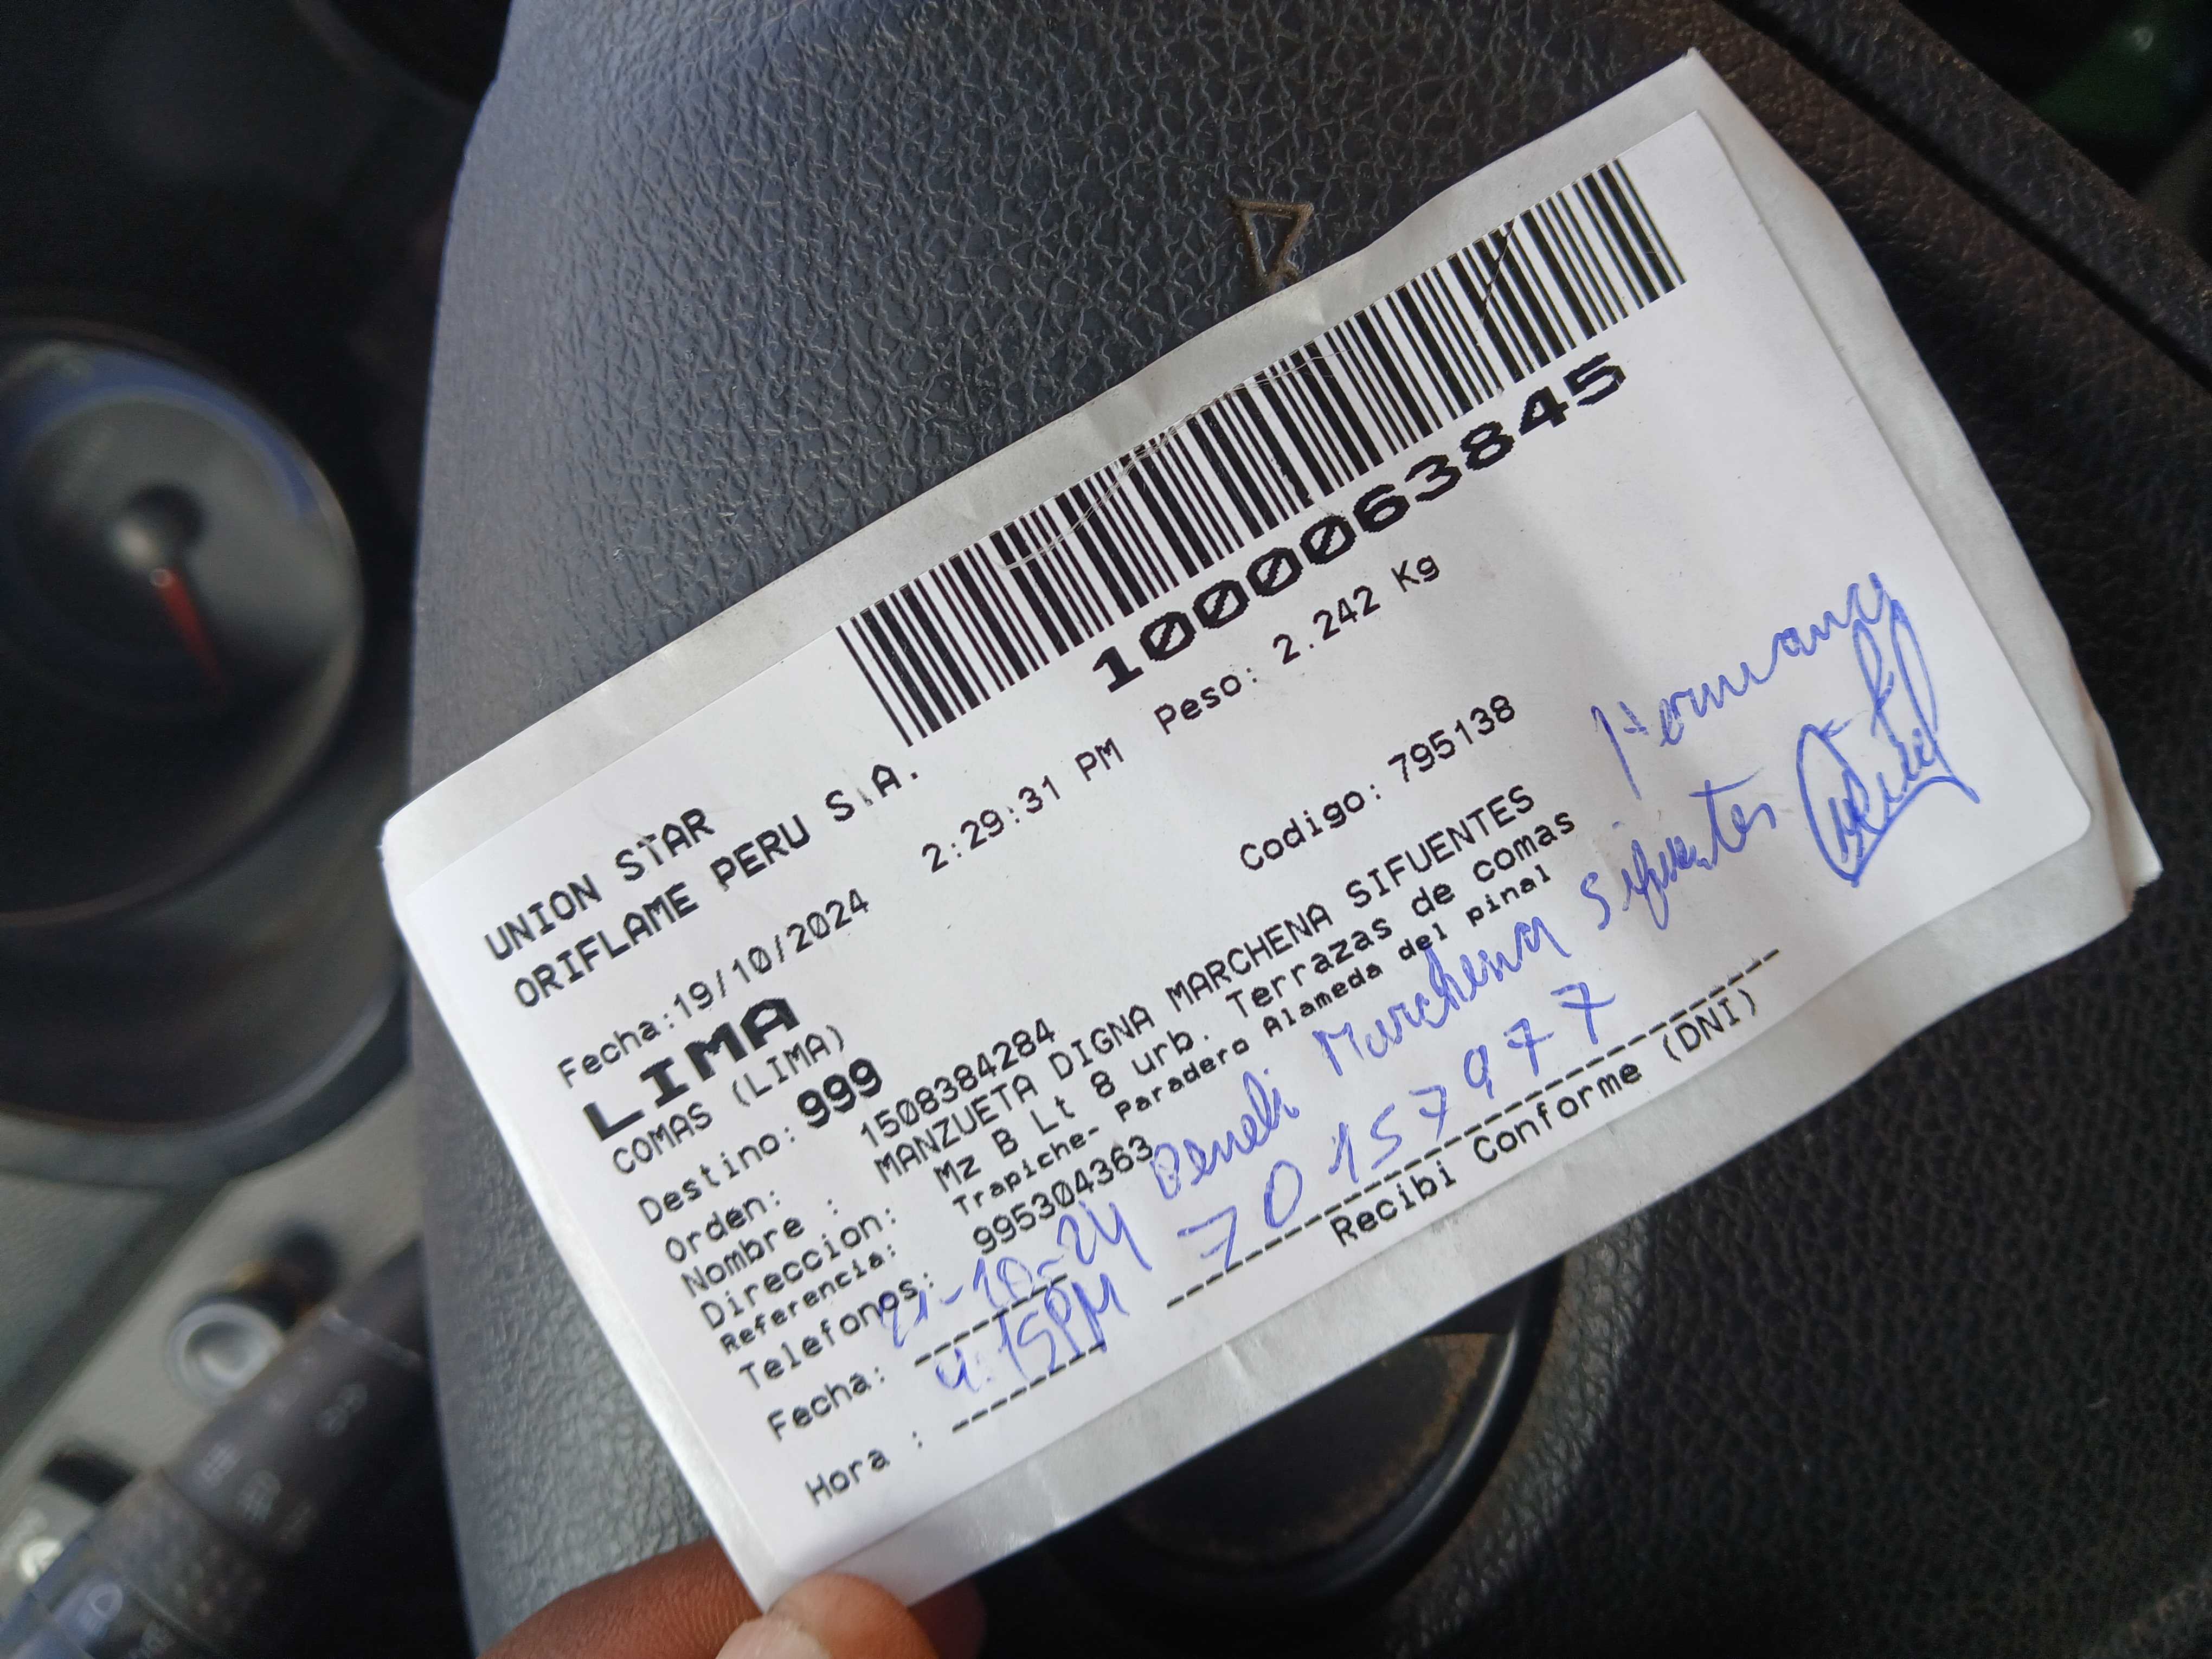 1000063845
UNION STAR
ORIFLAME PERU S.A.
Fecha:19/10/2024 2:29:31 PM Peso: 2.242 Kg
LIMA
COMAS (LIMA)
Destino: 999 Codigo: 795138
Orden: 1508384284
Nombre : MANZUETA DIGNA MARCHENA SIFUENTES
Direccion: Mz B Lt 8 urb. Terrazas de comas
Referencia: Trapiche- Paradero Alameda del pinal
Telefonos: 995304363
Marchena Sifuentes
Fecha: 21-10-24 70157977
Hora : 4:15PM Recibi Conforme (DNI)